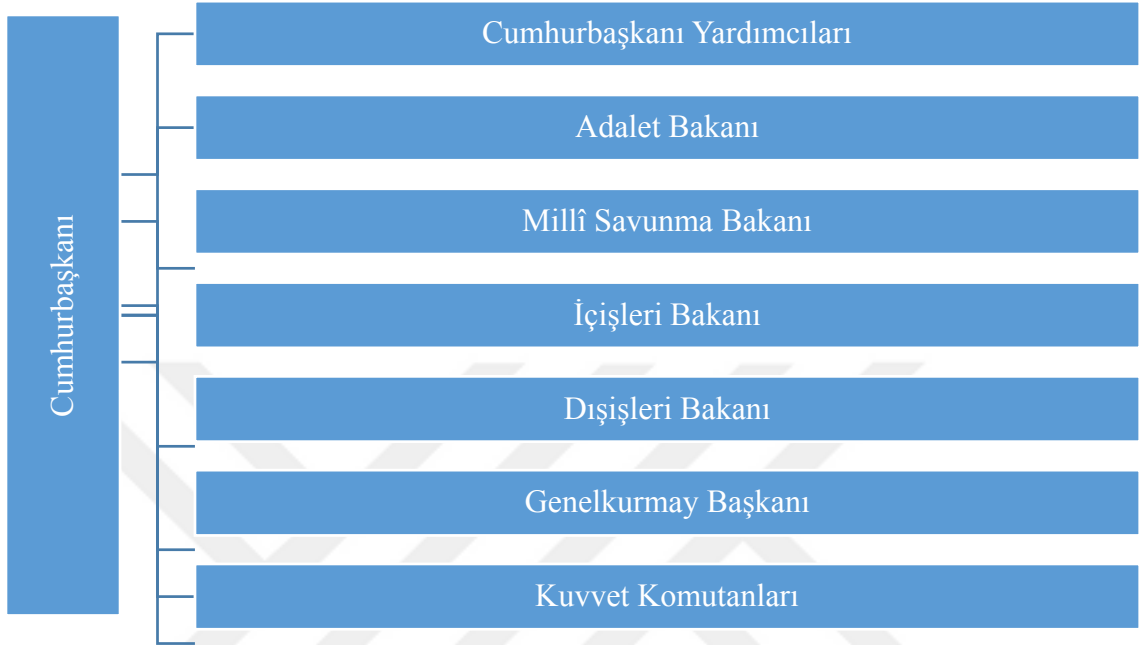 Cumhurbaşkanı
Cumhurbaşkanı Yardımcıları
Adalet Bakanı
Millî Savunma Bakanı
İçişleri Bakanı
Dışişleri Bakanı
Genelkurmay Başkanı
Kuvvet Komutanları